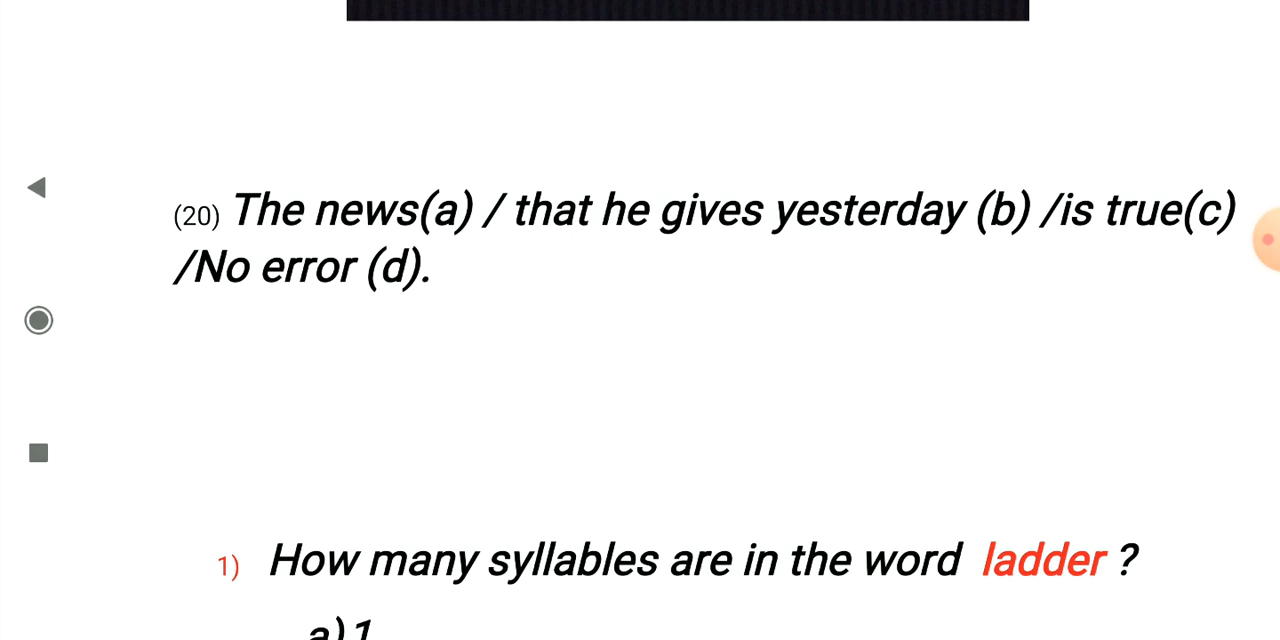 (20) The news(a) / that he gives yesterday (b) /is true(c)
/No error (d).
1) How many syllables are in the word ladder ?
a) 1